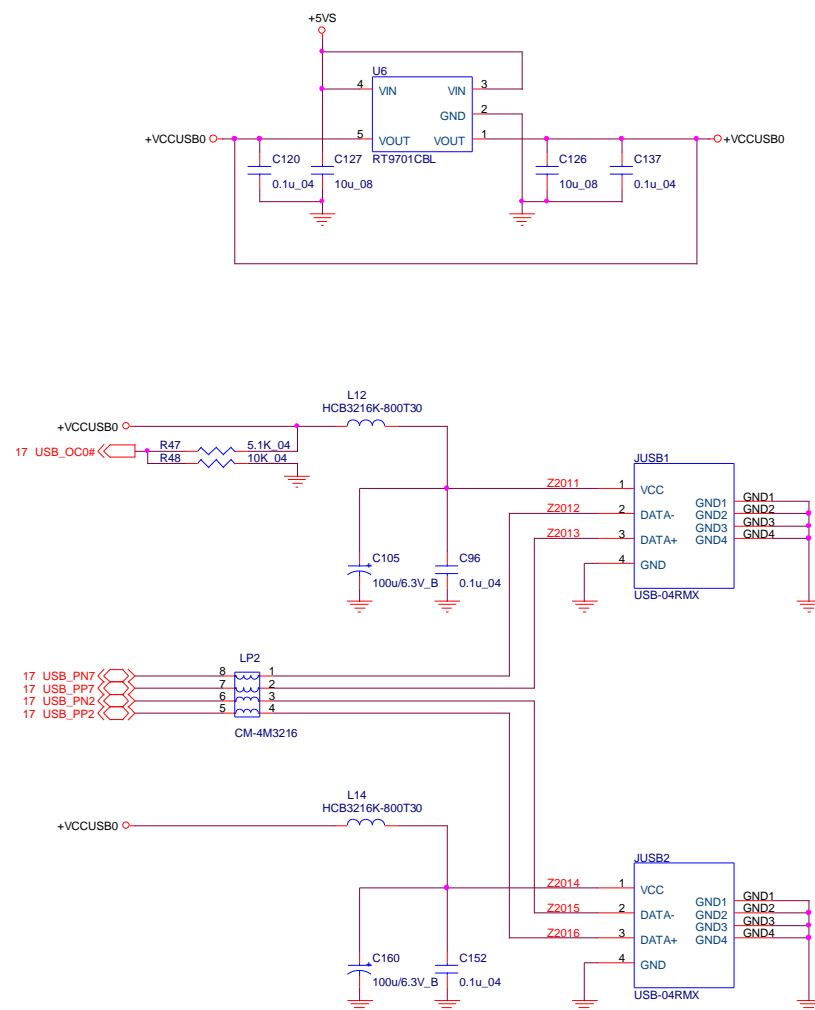 +5VS
U6
4 VIN VIN 3
GND 2
+VCCUSB0 5 VOUT VOUT 1 +VCCUSB0
RT9701CBL
C120 C127 C126 C137
0.1u_04 10u_08 10u_08 0.1u_04
L12
HCB3216K-800T30
+VCCUSB0
17 USB_OC0# R47 5.1K_04
R48 10K_04
JUSB1
Z2011 1 VCC GND1 GND1
Z2012 2 DATA- GND2 GND2
Z2013 3 DATA+ GND3 GND3
GND4 GND4
4 GND
USB-04RMX
C105 + C96
100u/6.3V_B 0.1u_04
LP2
17 USB_PN7 8 1
17 USB_PP7 7 2
17 USB_PN2 6 3
17 USB_PP2 5 4
CM-4M3216
L14
HCB3216K-800T30
+VCCUSB0
JUSB2
Z2014 1 VCC GND1 GND1
Z2015 2 DATA- GND2 GND2
Z2016 3 DATA+ GND3 GND3
GND4 GND4
4 GND
USB-04RMX
C160 + C152
100u/6.3V_B 0.1u_04